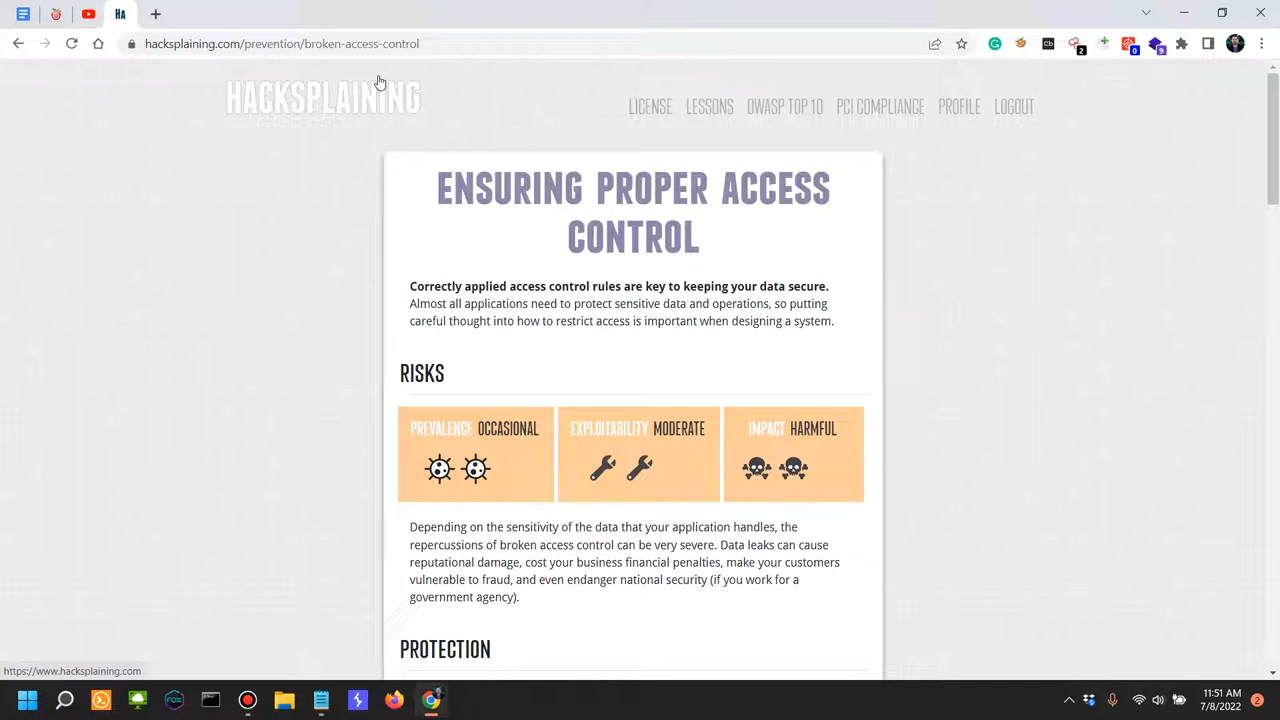 hacksplaining.com/prevention/broken-access-control
Cb
2
0
9
HACKSPLAINING
LICENSE LESSONS OWASP TOP 10 PCI COMPLIANCE PROFILE LOGOUT
ENSURING PROPER ACCESS
CONTROL
Correctly applied access control rules are key to keeping your data secure.
Almost all applications need to protect sensitive data and operations, so putting
careful thought into how to restrict access is important when designing a system.
RISKS
PREVALENCE OCCASIONAL
EXPLOITABILITY MODERATE
IMPACT HARMFUL
Depending on the sensitivity of the data that your application handles, the
repercussions of broken access control can be very severe. Data leaks can cause
reputational damage, cost your business financial penalties, make your customers
vulnerable to fraud, and even endanger national security (if you work for a
government agency).
PROTECTION
https://www.hacksplaining.com
11:51 AM
7/8/2022
2